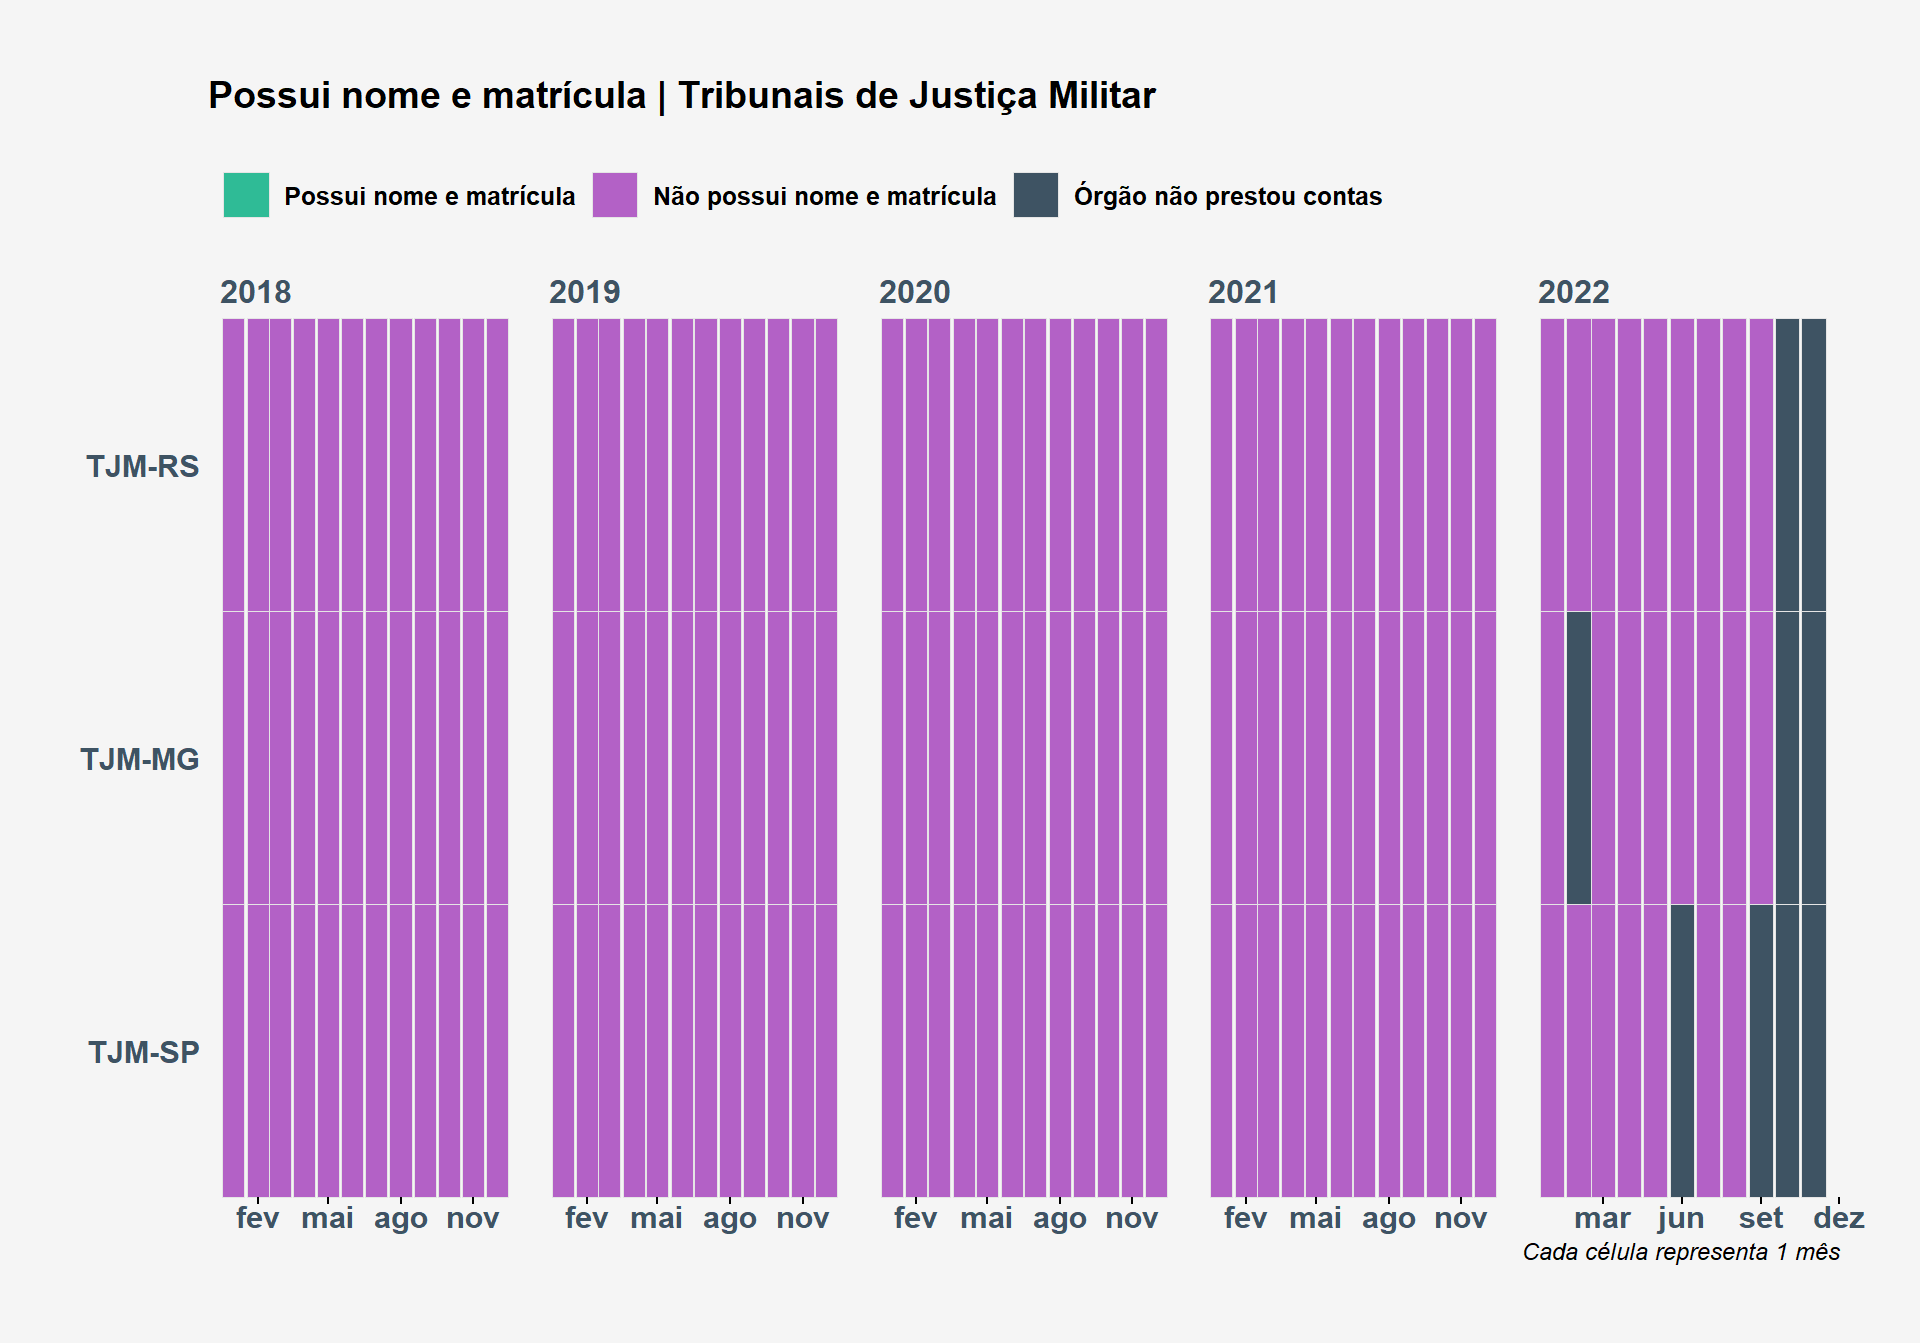 Possui nome e matrícula | Tribunais de Justiça Militar
Possui nome e matrícula Não possui nome e matrícula Órgão não prestou contas
2018 2019 2020 2021 2022
TJM-RS
TJM-MG
TJM-SP
fev mai ago nov fev mai ago nov fev mai ago nov fev mai ago nov mar jun set dez
Cada célula representa 1 mês